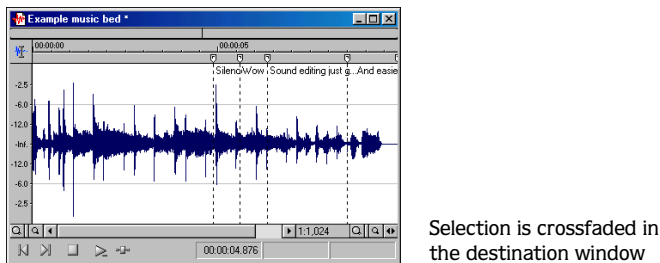 Example music bed *
00:00:00 00:00:05
Silenc Wow Sound editing just g...And easie
-2.5
-6.0
-12.0
-Inf.
-12.0
-6.0
-2.5
1:1,024
00:00:04.876
Selection is crossfaded in
the destination window